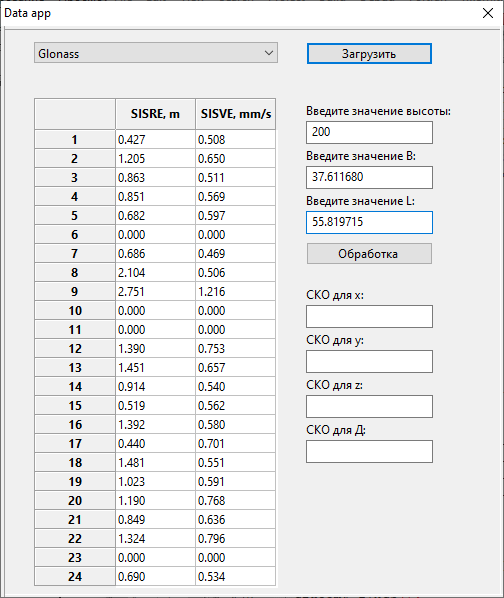 Data app
Glonass
Загрузить
SISRE, m SISVE, mm/s
1 0.427 0.508
2 1.205 0.650
3 0.863 0.511
4 0.851 0.569
5 0.682 0.597
6 0.000 0.000
7 0.686 0.469
8 2.104 0.506
9 2.751 1.216
10 0.000 0.000
11 0.000 0.000
12 1.390 0.753
13 1.451 0.657
14 0.914 0.540
15 0.519 0.562
16 1.392 0.580
17 0.440 0.701
18 1.481 0.551
19 1.023 0.591
20 1.190 0.768
21 0.849 0.636
22 1.324 0.796
23 0.000 0.000
24 0.690 0.534
Введите значение высоты:
200
Введите значение B:
37.611680
Введите значение L:
55.819715
Обработка
СКО для x:
СКО для y:
СКО для z:
СКО для Д: